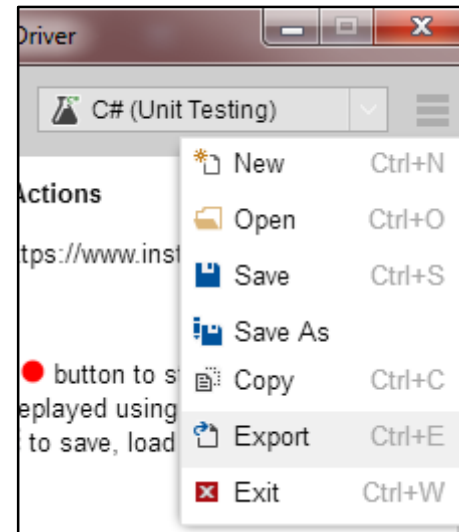 Driver
C# (Unit Testing)
New Ctrl+N
Actions
Open Ctrl+O
tps://www.inst
Save Ctrl+S
Save As
button to s
Copy Ctrl+C
eplayed using
Export Ctrl+E
to save, load
Exit Ctrl+W